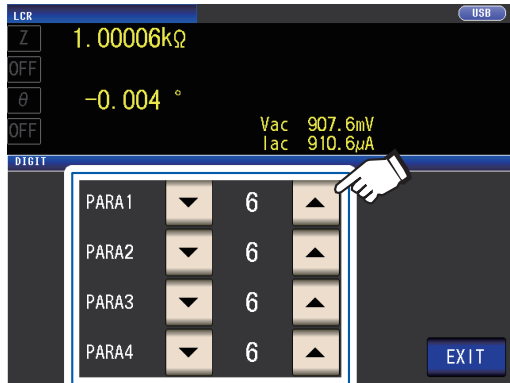 LCR USB
Z 1.00006kΩ
OFF
θ -0.004 °
OFF Vac 907.6mV
Iac 910.6μA
DIGIT
PARA1 6
PARA2 6
PARA3 6
PARA4 6
EXIT